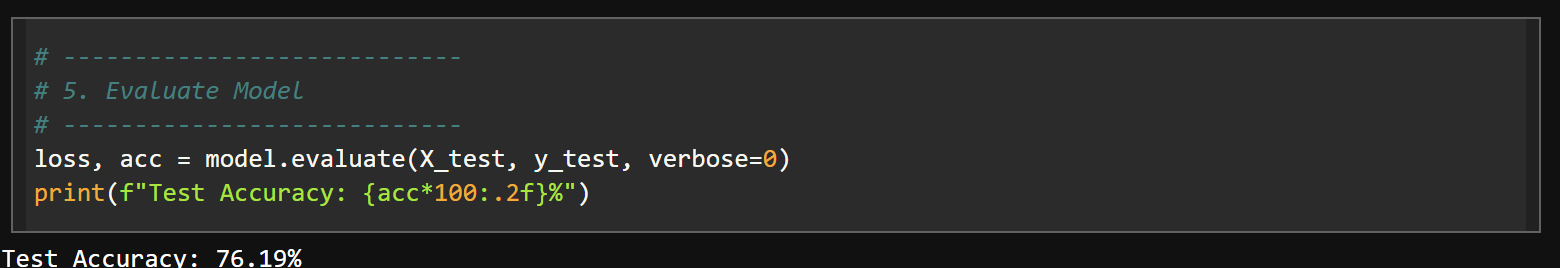 # ----------------------------
# 5. Evaluate Model
# ----------------------------
loss, acc = model.evaluate(X_test, y_test, verbose=0)
print(f"Test Accuracy: {acc*100:.2f}%")
Test Accuracy: 76.19%